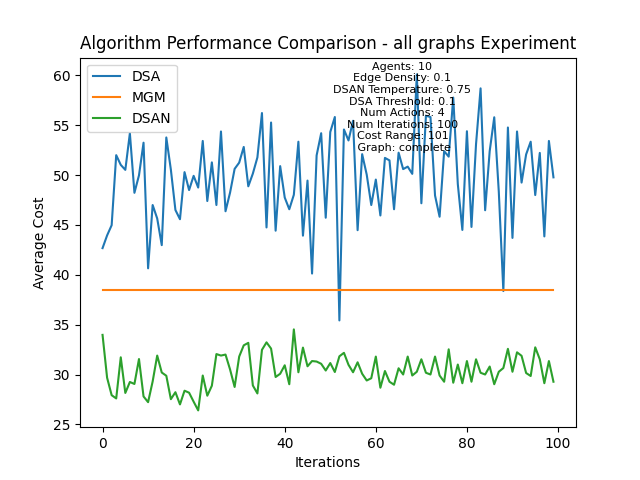 Algorithm Performance Comparison - all graphs Experiment
DSA
MGM
DSAN
Agents: 10
Edge Density: 0.1
DSAN Temperature: 0.75
DSA Threshold: 0.1
Num Actions: 4
Num Iterations: 100
Cost Range: 101
Graph: complete
Average Cost
60
55
50
45
40
35
30
25
0
20
40
60
80
100
Iterations